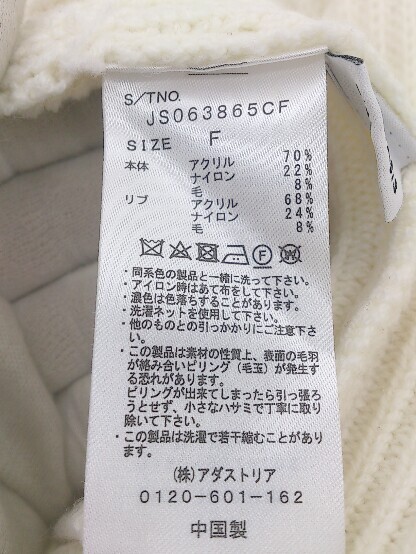 S/TNO.
JS063865CF
SIZE F
本体 アクリル 70%
ナイロン 22%
毛 8%
リブ アクリル 68%
ナイロン 24%
毛 8%
・同系色の製品と一緒に洗って下さい。
・アイロン時はあて布をして下さい。
・濃色は色落ちすることがあります。
・洗濯ネットを使用して下さい。
・他のものとの引っかかりにご注意下さい。
・この製品は素材の性質上、表面の毛羽
が絡み合いピリング(毛玉)が発生す
る恐れがあります。
ピリングが出来てしまったら引っ張ろ
うとせず、小さなハサミで丁寧に取り
除いて下さい。
・この製品は洗濯で若干縮むことがあり
ます。
(株)アダストリア
0120-601-162
中国製